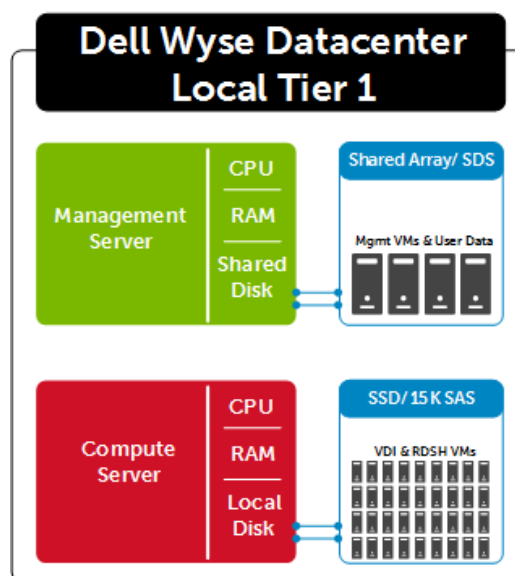 Dell Wyse Datacenter
Local Tier 1
Management
Server
CPU
RAM
Shared
Disk
Shared Array/ SDS
Mgmt VMs & User Data
Compute
Server
CPU
RAM
Local
Disk
SSD/ 15K SAS
VDI & RDSH VMs